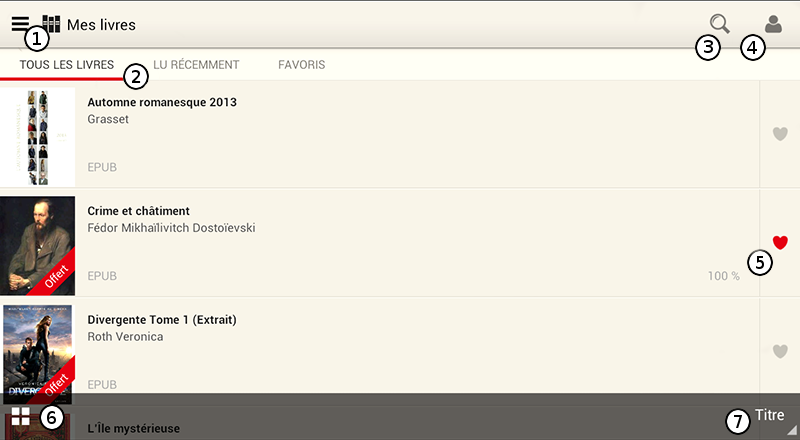 Mes livres
1
3
4
TOUS LES LIVRES
2
LU RÉCEMMENT
FAVORIS
Automne romanesque 2013
Grasset
EPUB
Crime et châtiment
Fédor Mikhaïlivitch Dostoïevski
Offert
EPUB
100 %
5
Divergente Tome 1 (Extrait)
Roth Veronica
DIVERGENTE
Offert
EPUB
6
L'Île mystérieuse
7
Titre